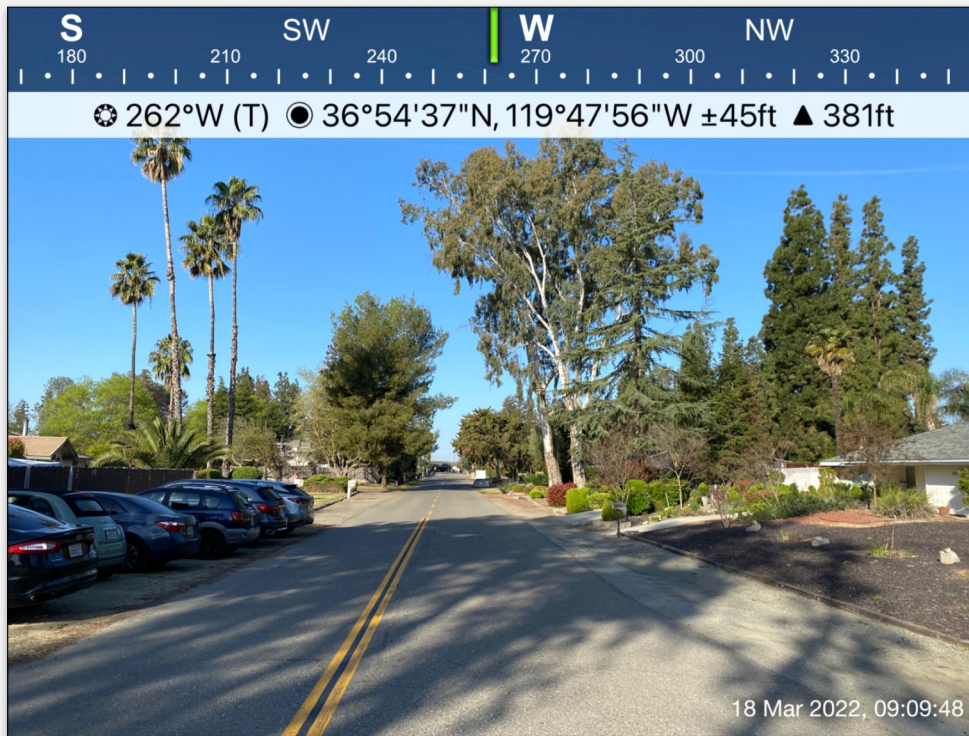 S SW W NW
180 210 240 270 300 330
262°W (T) 36°54'37"N, 119°47'56"W ±45ft ▲ 381ft
18 Mar 2022, 09:09:48